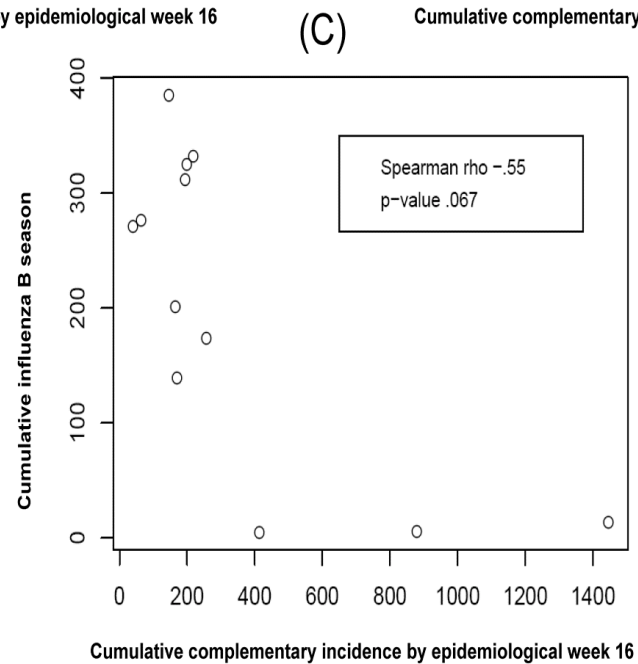 y epidemiological week 16
Cumulative complementary
(C)
400
300
200
100
0
Cumulative influenza B season
Spearman rho −.55
p−value .067
0 200 400 600 800 1000 1200 1400
Cumulative complementary incidence by epidemiological week 16